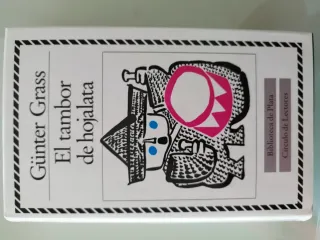 Günter Grass
El tambor
de hojalata
Biblioteca de Plata
Círculo de Lectores